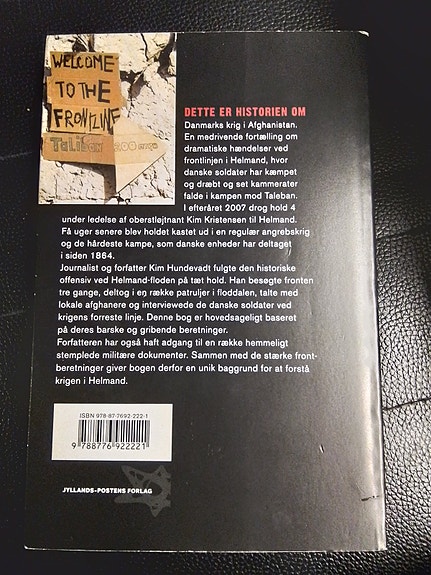 WELCOME
TO THE
FRONTLINE
Taliban 200
DETTE ER HISTORIEN OM
Danmarks krig i Afghanistan.
En medrivende fortælling om
dramatiske hændelser ved
frontlinjen i Helmand, hvor
danske soldater har kæmpet
og dræbt og set kammerater
falde i kampen mod Taleban.
I efteråret 2007 drog hold 4
under ledelse af oberstløjtnant Kim Kristensen til Helmand.
Få uger senere blev holdet kastet ud i en regulær angrebskrig
og de hårdeste kampe, som danske enheder har deltaget
i siden 1864.
Journalist og forfatter Kim Hundevadt fulgte den historiske
offensiv ved Helmand-floden på tæt hold. Han besøgte fronten
tre gange, deltog i en række patruljer i floddalen, talte med
lokale afghanere og interviewede de danske soldater ved
krigens forreste linje. Denne bog er hovedsageligt baseret
på deres barske og gribende beretninger.
Forfatteren har også haft adgang til en række hemmeligt
stemplede militære dokumenter. Sammen med de stærke front-
beretninger giver bogen derfor en unik baggrund for at forstå
krigen i Helmand.
ISBN 978-87-7692-222-1
9 788776 922221
JYLLANDS-POSTENS FORLAG